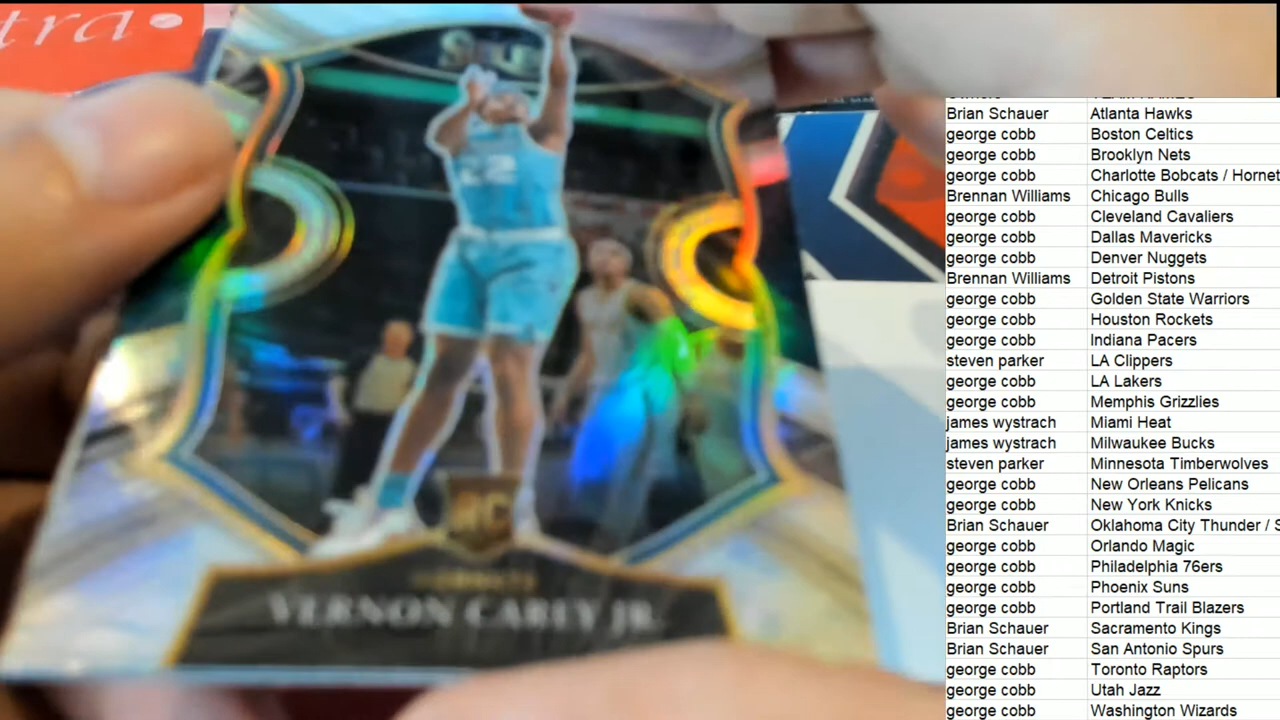 tra
Select
22
RC
HORNETS
VERNON CAREY JR.
Brian Schauer Atlanta Hawks
george cobb Boston Celtics
george cobb Brooklyn Nets
george cobb Charlotte Bobcats / Hornet
Brennan Williams Chicago Bulls
george cobb Cleveland Cavaliers
george cobb Dallas Mavericks
george cobb Denver Nuggets
Brennan Williams Detroit Pistons
george cobb Golden State Warriors
george cobb Houston Rockets
george cobb Indiana Pacers
steven parker LA Clippers
george cobb LA Lakers
george cobb Memphis Grizzlies
james wystrach Miami Heat
james wystrach Milwaukee Bucks
steven parker Minnesota Timberwolves
george cobb New Orleans Pelicans
george cobb New York Knicks
Brian Schauer Oklahoma City Thunder / S
george cobb Orlando Magic
george cobb Philadelphia 76ers
george cobb Phoenix Suns
george cobb Portland Trail Blazers
Brian Schauer Sacramento Kings
Brian Schauer San Antonio Spurs
george cobb Toronto Raptors
george cobb Utah Jazz
george cobb Washington Wizards